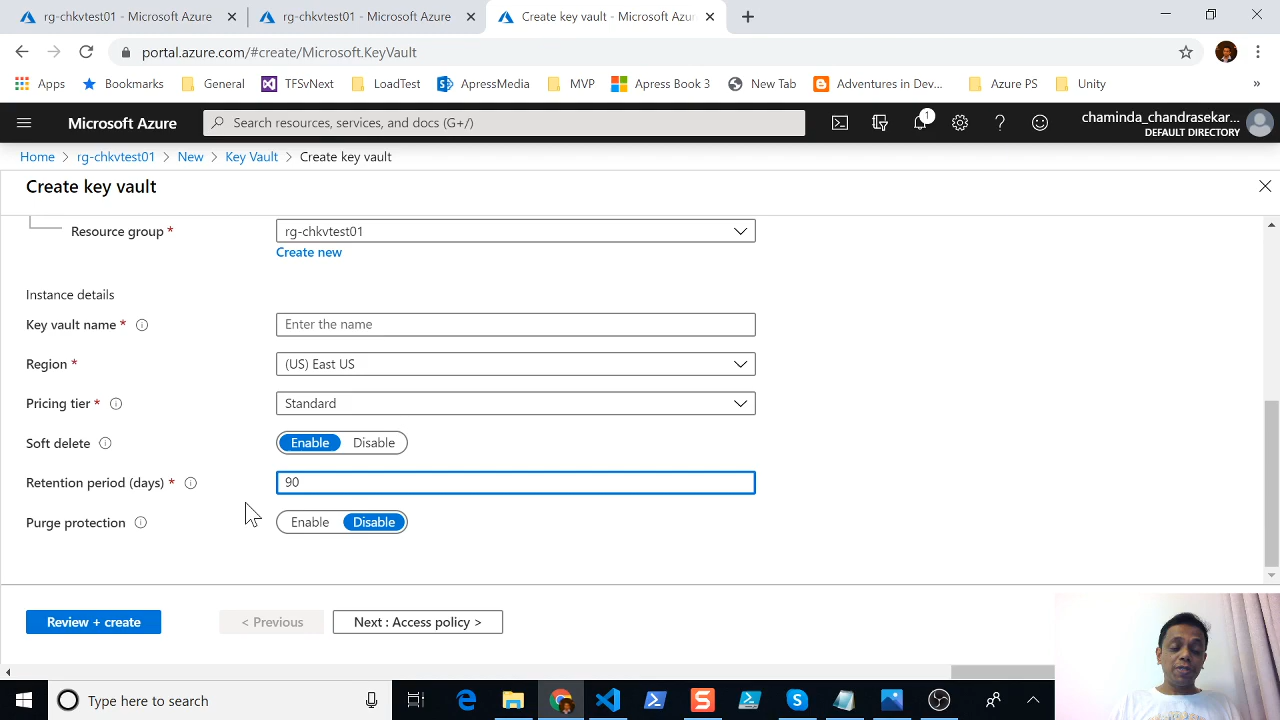 rg-chkvtest01 - Microsoft Azure
rg-chkvtest01 - Microsoft Azure
Create key vault - Microsoft Azu
portal.azure.com/#create/Microsoft.KeyVault
Apps
Bookmarks
General
TFSvNext
LoadTest
ApressMedia
MVP
Apress Book 3
New Tab
Adventures in Dev...
Azure PS
Unity
»
Microsoft Azure
Search resources, services, and docs (G+/)
1
chaminda_chandrasekar...
DEFAULT DIRECTORY
Home > rg-chkvtest01 > New > Key Vault > Create key vault
Create key vault
Resource group *
rg-chkvtest01
Create new
Instance details
Key vault name *
Enter the name
Region *
(US) East US
Pricing tier *
Standard
Soft delete
Enable Disable
Retention period (days) *
90
Purge protection
Enable Disable
Review + create
< Previous
Next : Access policy >
Type here to search